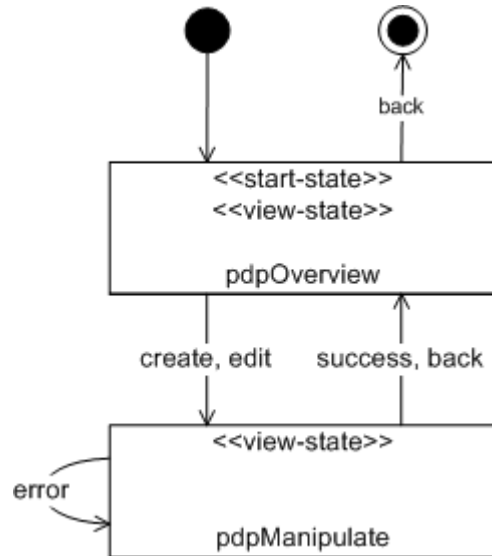 back
<<start-state>>
<<view-state>>
pdpOverview
create, edit
success, back
<<view-state>>
error
pdpManipulate